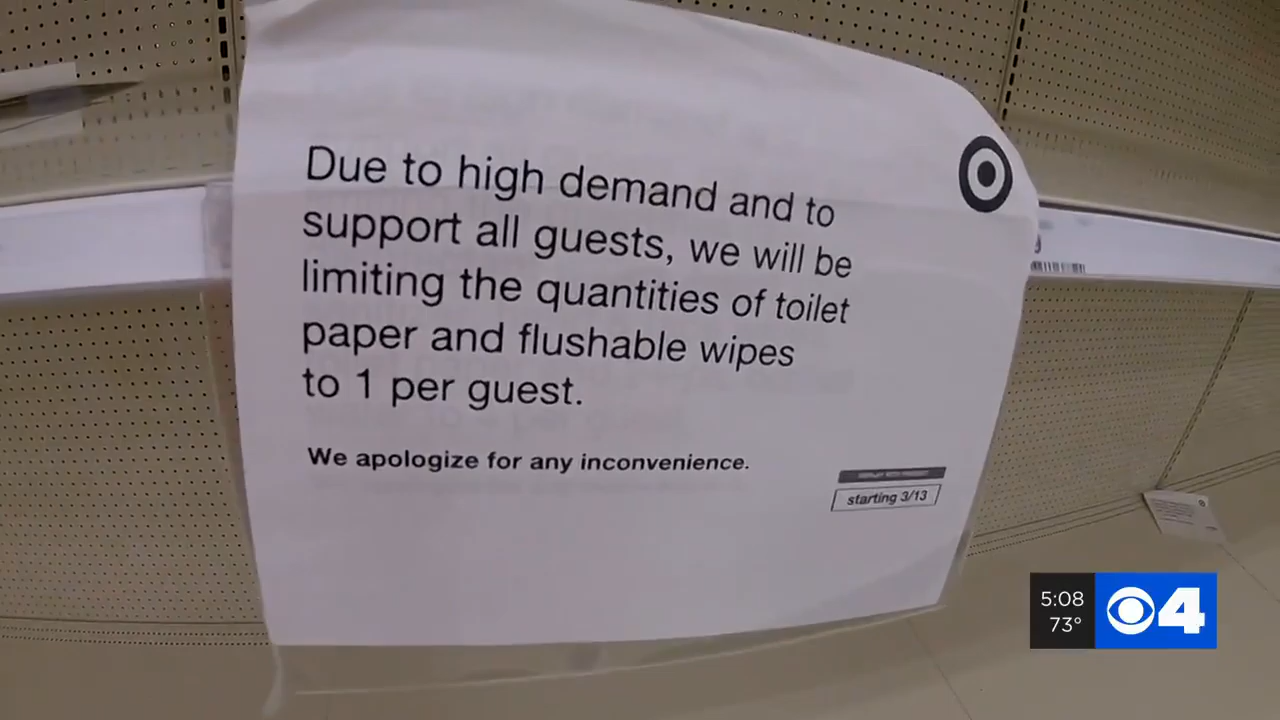 Due to high demand and to
support all guests, we will be
limiting the quantities of toilet
paper and flushable wipes
to 1 per guest.
We apologize for any inconvenience.
starting 3/13
5:08
73°
4